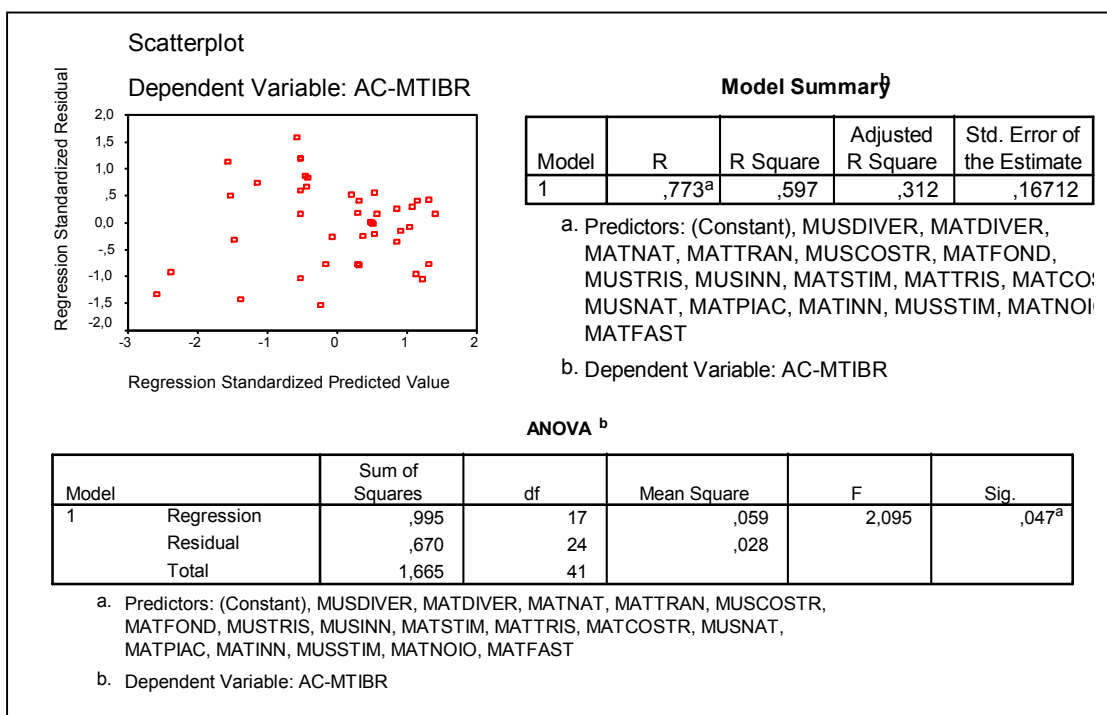 Scatterplot
Dependent Variable: AC-MTIBR
Regression Standardized Residual
2,0
1,5
1,0
,5
0,0
-,5
-1,0
-1,5
-2,0
-3
-2
-1
0
1
2
Regression Standardized Predicted Value
Model Summary b
Model R R Square Adjusted R Square Std. Error of the Estimate
1 ,773a ,597 ,312 ,16712
a. Predictors: (Constant), MUSDIVER, MATDIVER,
MATNAT, MATTRAN, MUSCOSTR, MATFOND,
MUSTRIS, MUSINN, MATSTIM, MATTRIS, MATCOS
MUSNAT, MATPIAC, MATINN, MUSSTIM, MATNOI
MATFAST
b. Dependent Variable: AC-MTIBR
ANOVA b
Model Sum of Squares df Mean Square F Sig.
1 Regression ,995 17 ,059 2,095 ,047a
Residual ,670 24 ,028
Total 1,665 41
a. Predictors: (Constant), MUSDIVER, MATDIVER, MATNAT, MATTRAN, MUSCOSTR,
MATFOND, MUSTRIS, MUSINN, MATSTIM, MATTRIS, MATCOSTR, MUSNAT,
MATPIAC, MATINN, MUSSTIM, MATNOIO, MATFAST
b. Dependent Variable: AC-MTIBR